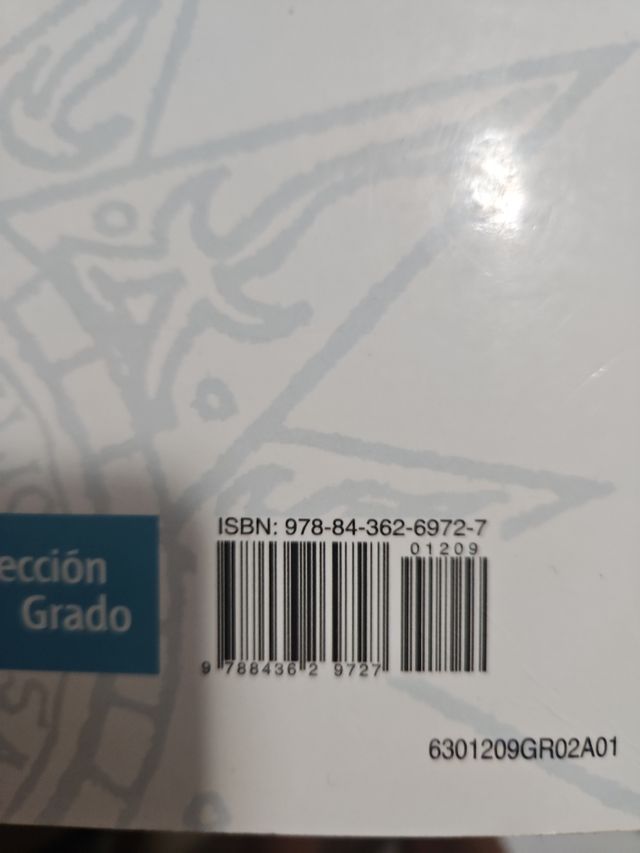 ISBN: 978-84-362-6972-7
01209
ección
Grado
9 788436 2 9727
6301209GR02A01